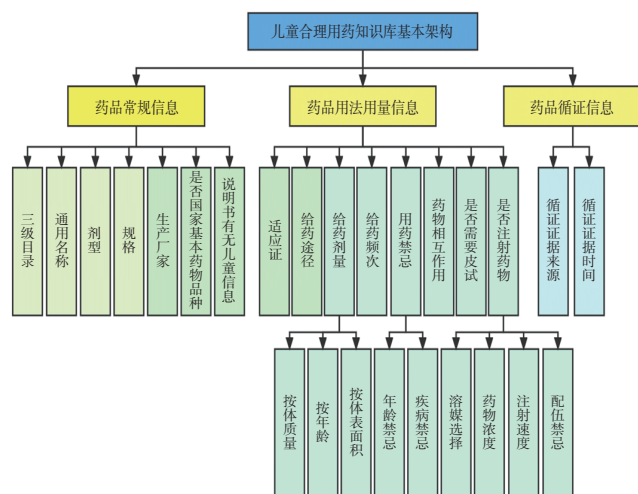 儿童合理用药知识库基本架构
药品常规信息
药品用法用量信息
药品循证信息
三级目录
通用名称
剂型
规格
生产厂家
是否国家基本药物品种
说明书有无儿童信息
适应证
给药途径
给药剂量
给药频次
用药禁忌
药物相互作用
是否需要皮试
是否注射药物
循证证据来源
循证证据时间
按体质量
按年龄
按体表面积
年龄禁忌
疾病禁忌
溶媒选择
药物浓度
注射速度
配伍禁忌